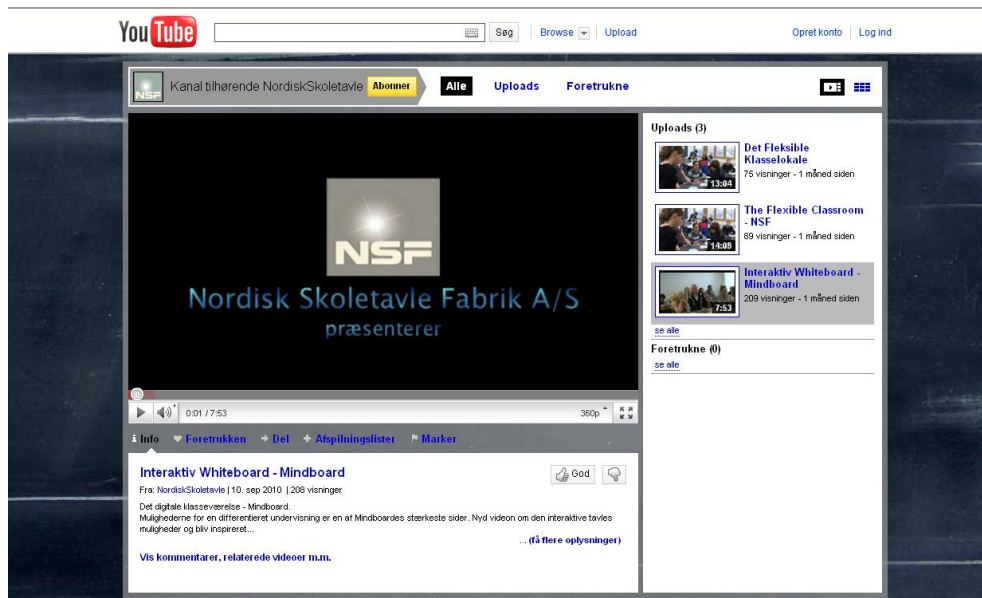 YouTube
Søg
Browse
Upload
Opret konto
Log ind
NSF
Kanal tilhørende NordiskSkoletavle
Abonner
Alle
Uploads
Foretrukne
NSF
Nordisk Skoletavle Fabrik A/S
præsenterer
0:01 / 7:53
360p
Info
Foretrukken
Del
Afspilningslister
Marker
Interaktiv Whiteboard - Mindboard
God
Fra: NordiskSkoletavle | 10. sep 2010 | 208 visninger
Det digitale klasseværelse - Mindboard.
Mulighederne for en differentieret undervisning er en af Mindboardes stærkeste sider. Nyd videon om den interaktive tavles
muligheder og bliv inspireret...
... (få flere oplysninger)
Vis kommentarer, relaterede videoer m.m.
Uploads (3)
13:04
Det Fleksible
Klasselokale
75 visninger - 1 måned siden
14:09
The Flexible Classroom
- NSF
89 visninger - 1 måned siden
7:53
Interaktiv Whiteboard -
Mindboard
209 visninger - 1 måned siden
se alle
Foretrukne (0)
se alle